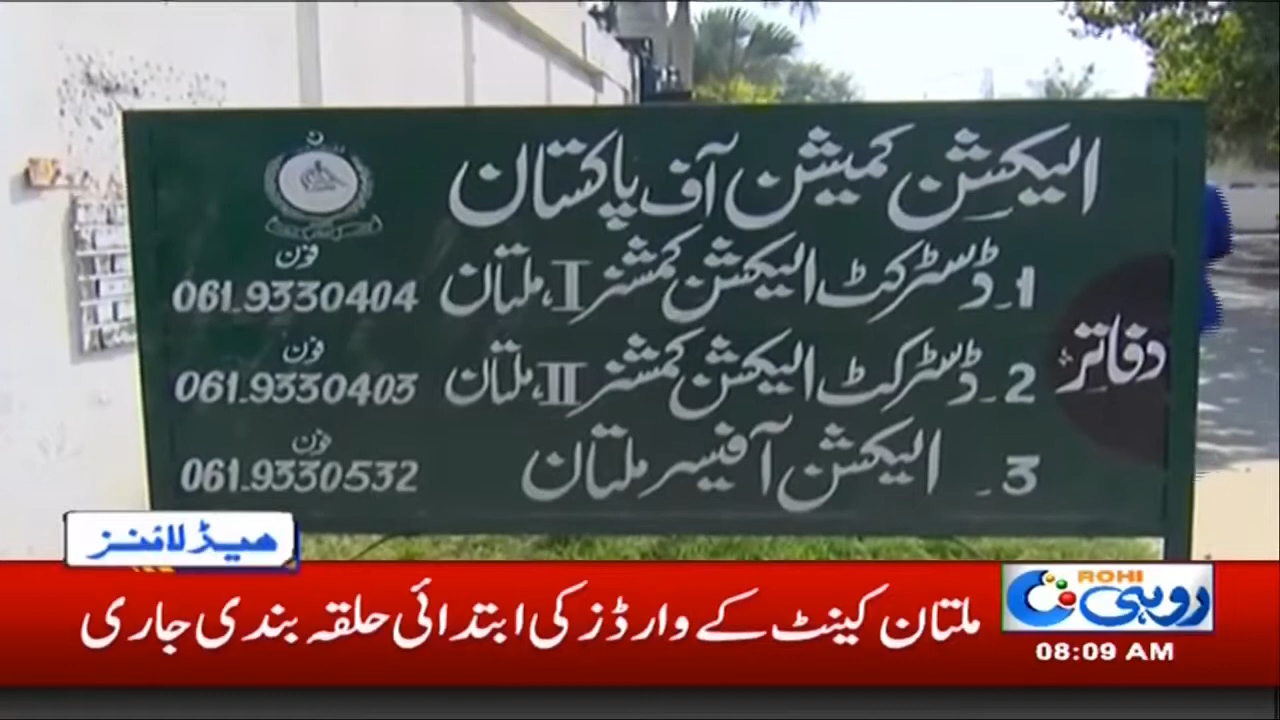 الیکشن کمیشن آف پاکستان
دفاتر
1۔ ڈسٹرکٹ الیکشن کمشنر I، ملتان
فون
061-9330404
2۔ ڈسٹرکٹ الیکشن کمشنر II، ملتان
فون
061-9330403
3۔ الیکشن آفیسر ملتان
فون
061-9330532
ہیڈلائنز
ملتان کینٹ کے وارڈز کی ابتدائی حلقہ بندی جاری
ROHI
روہی
08:09 AM